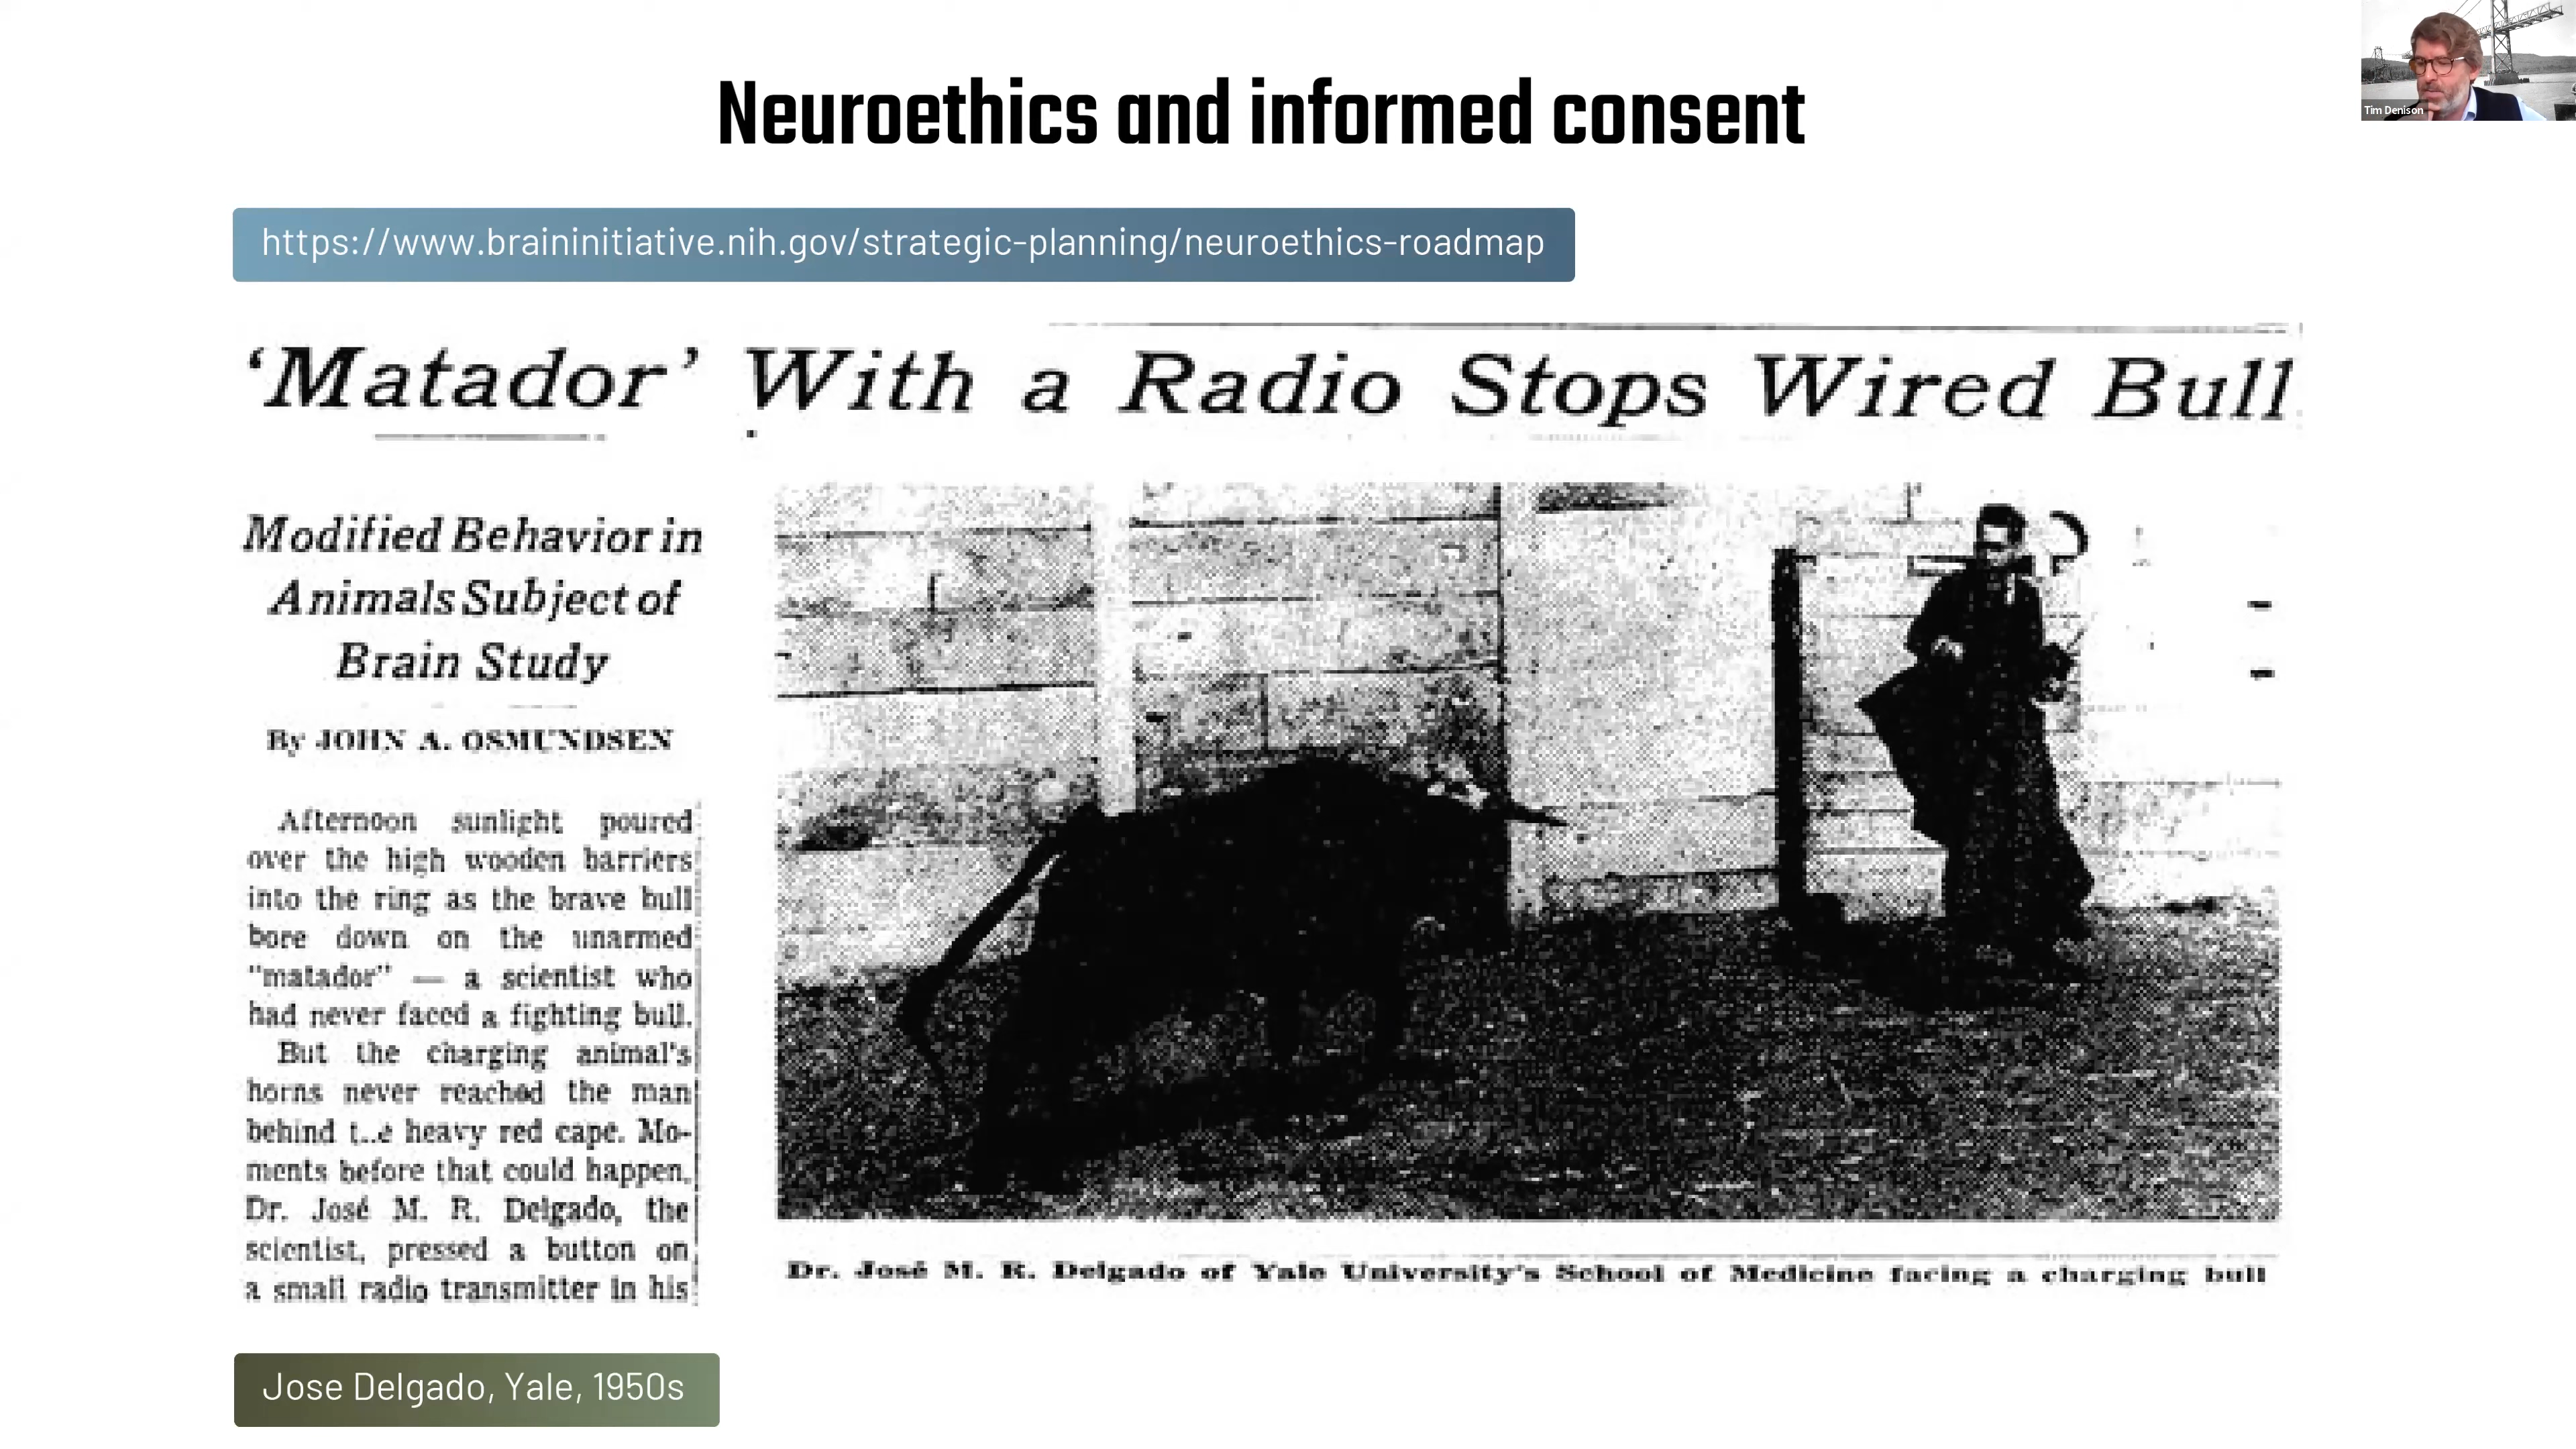 Neuroethics and informed consent
Tim Denison
https://www.braininitiative.nih.gov/strategic-planning/neuroethics-roadmap
‘Matador’ With a Radio Stops Wired Bull
Modified Behavior in
Animals Subject of
Brain Study
By JOHN A. OSMUNDSEN
Afternoon sunlight poured
over the high wooden barriers
into the ring as the brave bull
bore down on the unarmed
"matador" — a scientist who
had never faced a fighting bull.
But the charging animal's
horns never reached the man
behind t..e heavy red cape. Mo-
ments before that could happen,
Dr. José M. R. Delgado, the
scientist, pressed a button on
a small radio transmitter in his
Dr. José M. R. Delgado of Yale University's School of Medicine facing a charging bull
Jose Delgado, Yale, 1950s